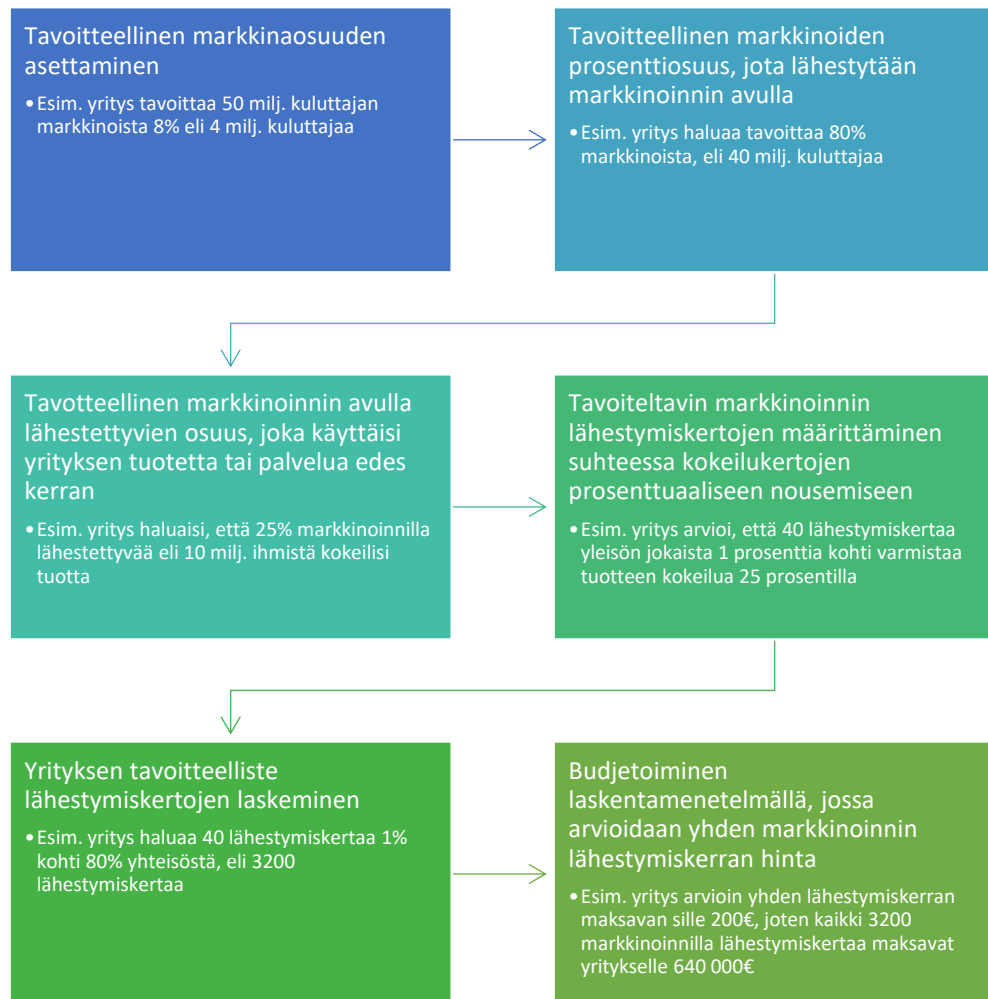 Tavoitteellinen markkinaosuuden
asettaminen
•Esim. yritys tavoittaa 50 milj. kuluttajan
markkinoista 8% eli 4 milj. kuluttajaa
Tavoitteellinen markkinoiden
prosenttiosuus, jota lähestytään
markkinoinnin avulla
•Esim. yritys haluaa tavoittaa 80%
markkinoista, eli 40 milj. kuluttajaa
Tavotteellinen markkinoinnin avulla
lähestettyvien osuus, joka käyttäisi
yrityksen tuotetta tai palvelua edes
kerran
•Esim. yritys haluaisi, että 25% markkinoinnilla
lähestettyvää eli 10 milj. ihmistä kokeilisi
tuotta
Tavoiteltavin markkinoinnin
lähestymiskertojen määrittäminen
suhteessa kokeilukertojen
prosenttuaaliseen nousemiseen
•Esim. yritys arvioi, että 40 lähestymiskertaa
yleisön jokaista 1 prosenttia kohti varmistaa
tuotteen kokeilua 25 prosentilla
Yrityksen tavoitteelliste
lähestymiskertojen laskeminen
•Esim. yritys haluaa 40 lähestymiskertaa 1%
kohti 80% yhteisöstä, eli 3200
lähestymiskertaa
Budjetoiminen
laskentamenetelmällä, jossa
arvioidaan yhden markkinoinnin
lähestymiskerran hinta
•Esim. yritys arvioin yhden lähestymiskerran
maksavan sille 200€, joten kaikki 3200
markkinoinnilla lähestymiskertaa maksavat
yritykselle 640 000€